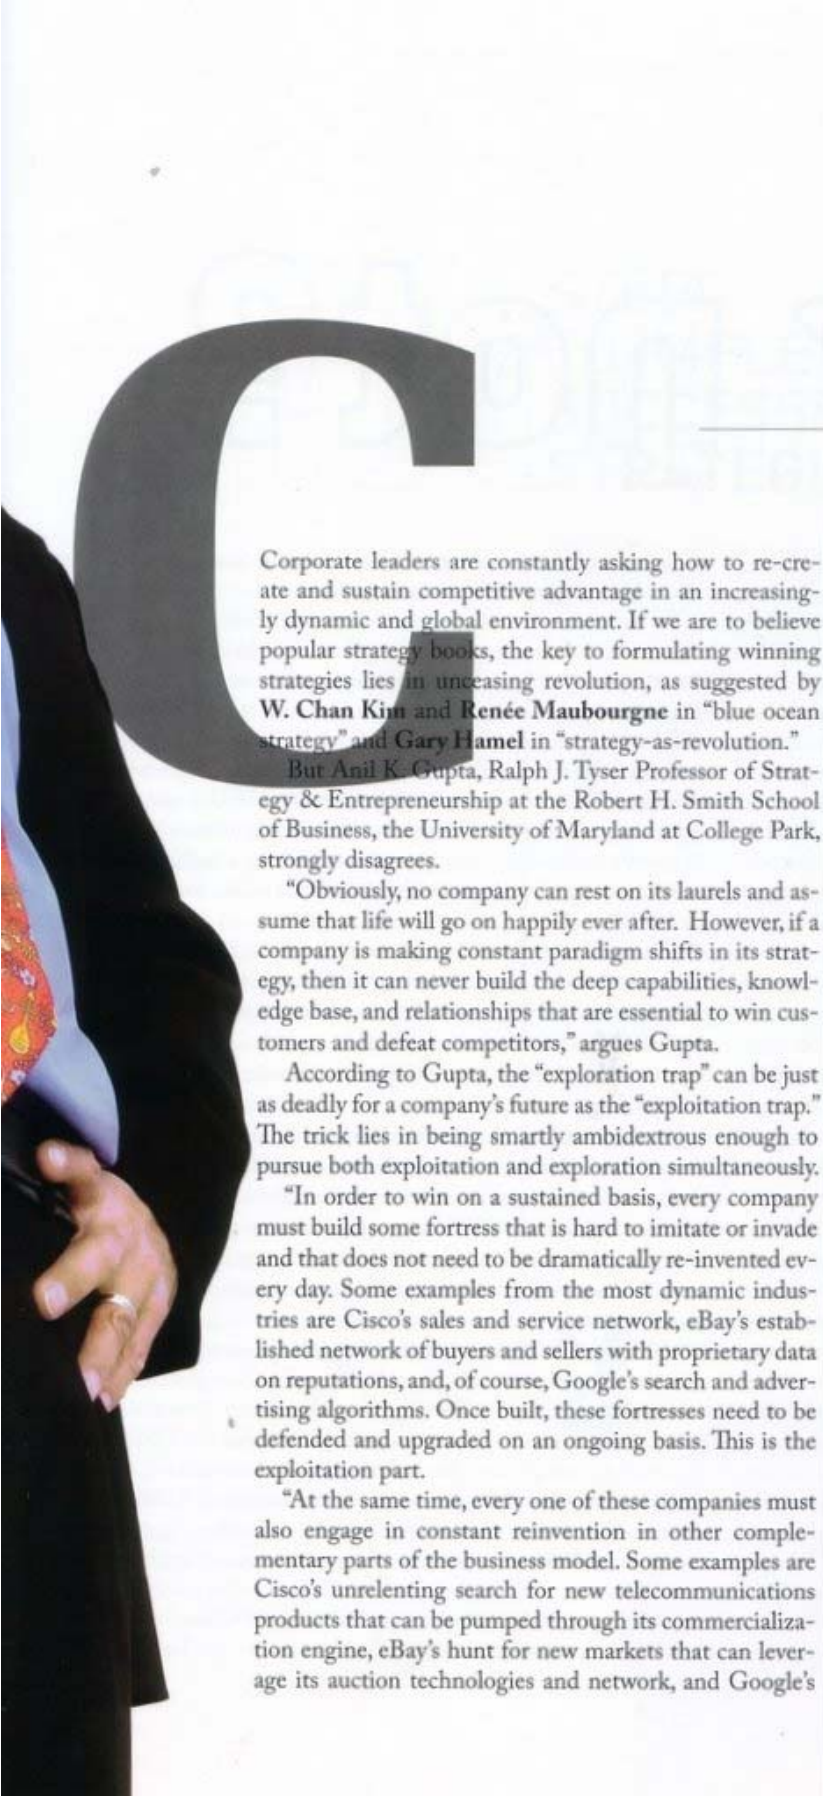 Corporate leaders are constantly asking how to re-cre-
ate and sustain competitive advantage in an increasing-
ly dynamic and global environment. If we are to believe
popular strategy books, the key to formulating winning
strategies lies in unceasing revolution, as suggested by
W. Chan Kim and Renée Maubourgne in “blue ocean
strategy” and Gary Hamel in “strategy-as-revolution.”
But Anil K. Gupta, Ralph J. Tyser Professor of Strat-
egy & Entrepreneurship at the Robert H. Smith School
of Business, the University of Maryland at College Park,
strongly disagrees.
“Obviously, no company can rest on its laurels and as-
sume that life will go on happily ever after. However, if a
company is making constant paradigm shifts in its strat-
egy, then it can never build the deep capabilities, knowl-
edge base, and relationships that are essential to win cus-
tomers and defeat competitors,” argues Gupta.
According to Gupta, the “exploration trap” can be just
as deadly for a company’s future as the “exploitation trap.”
The trick lies in being smartly ambidextrous enough to
pursue both exploitation and exploration simultaneously.
“In order to win on a sustained basis, every company
must build some fortress that is hard to imitate or invade
and that does not need to be dramatically re-invented ev-
ery day. Some examples from the most dynamic indus-
tries are Cisco’s sales and service network, eBay’s estab-
lished network of buyers and sellers with proprietary data
on reputations, and, of course, Google’s search and adver-
tising algorithms. Once built, these fortresses need to be
defended and upgraded on an ongoing basis. This is the
exploitation part.
“At the same time, every one of these companies must
also engage in constant reinvention in other comple-
mentary parts of the business model. Some examples are
Cisco’s unrelenting search for new telecommunications
products that can be pumped through its commercializa-
tion engine, eBay’s hunt for new markets that can lever-
age its auction technologies and network, and Google’s